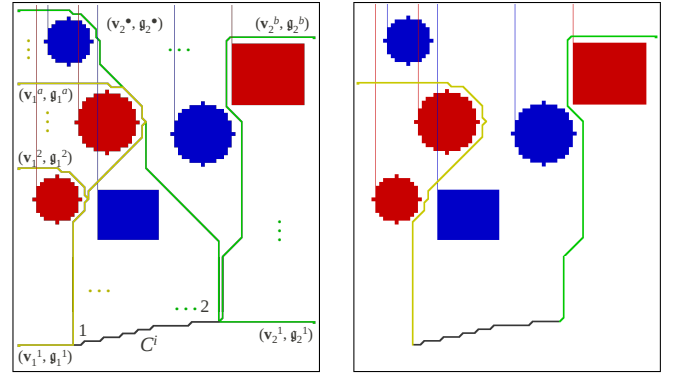 (v₂•, 𝖌₂•) (v₂ᵇ, 𝖌₂ᵇ)
(v₁ᵃ, 𝖌₁ᵃ)
(v₁², 𝖌₁²)
2
1
Cⁱ
(v₂¹, 𝖌₂¹)
(v₁¹, 𝖌₁¹)